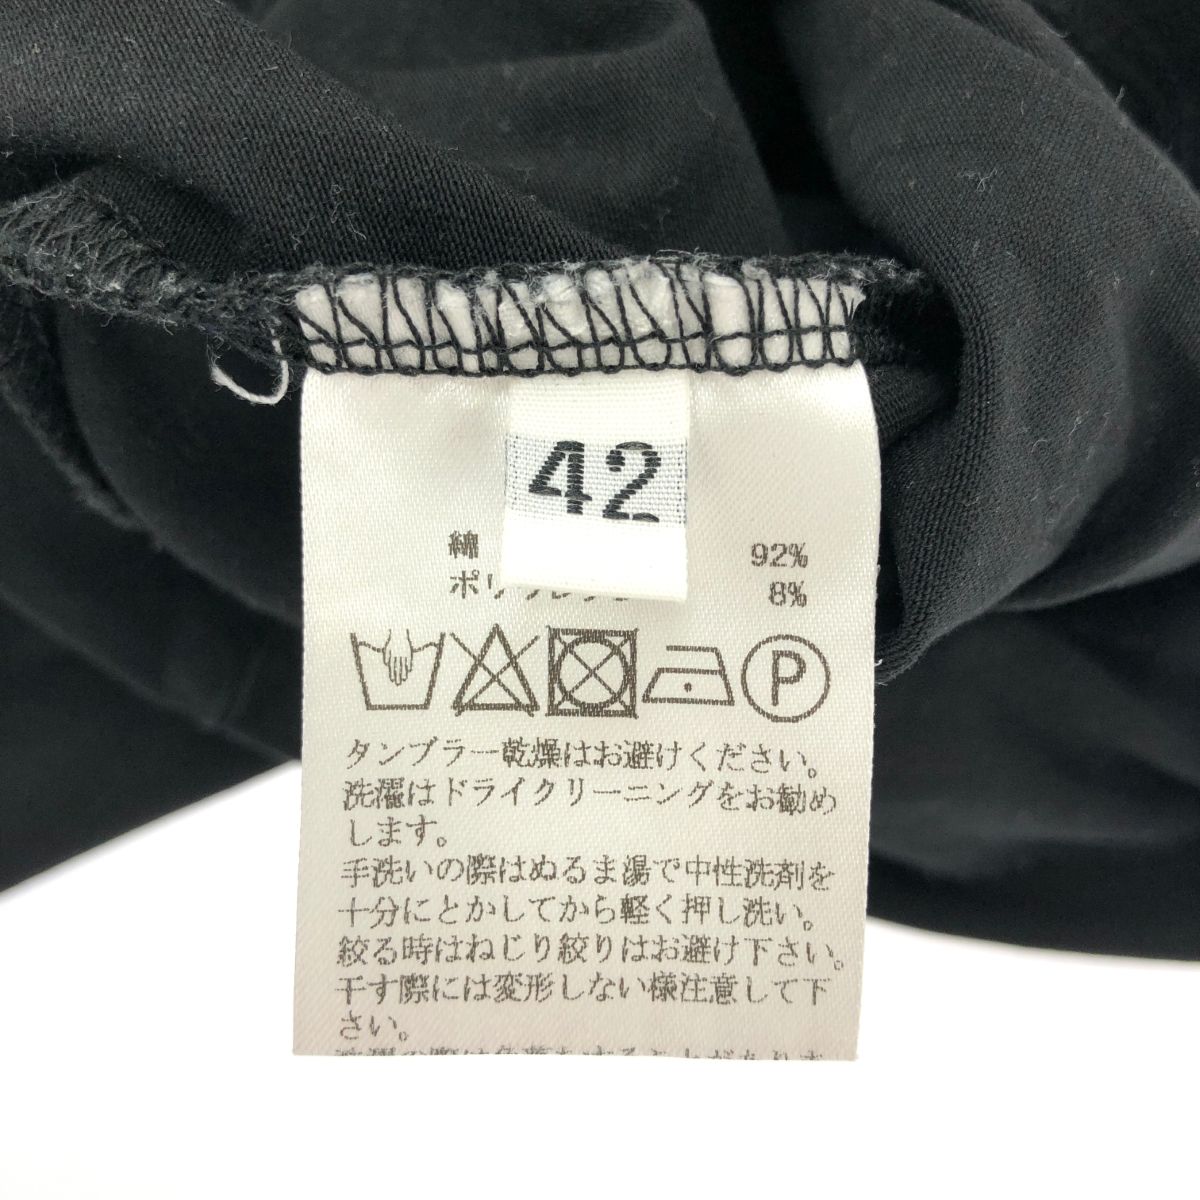 42
綿 92%
8%
P
タンブラー乾燥はお避けください。
洗濯はドライクリーニングをお勧め
します。
手洗いの際はぬるま湯で中性洗剤を
十分にとかしてから軽く押し洗い。
絞る時はねじり絞りはお避け下さい。
干す際には変形しない様注意して下
さい。